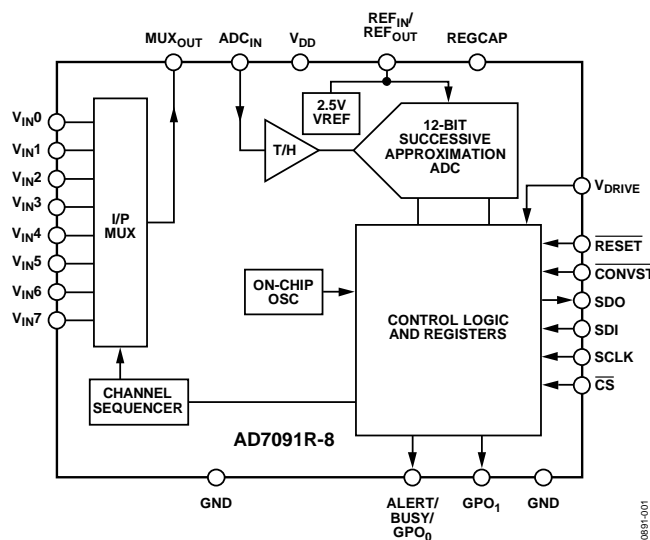 MUXOUT
ADCIN
VDD
REFIN/
REFOUT
REGCAP
VIN0
VIN1
VIN2
VIN3
VIN4
VIN5
VIN6
VIN7
I/P
MUX
T/H
2.5V
VREF
12-BIT
SUCCESSIVE
APPROXIMATION
ADC
VDRIVE
RESET
CONVST
SDO
SDI
SCLK
CS
ON-CHIP
OSC
CONTROL LOGIC
AND REGISTERS
CHANNEL
SEQUENCER
AD7091R-8
GND
ALERT/
BUSY/
GPO0
GPO1
GND
0891-001